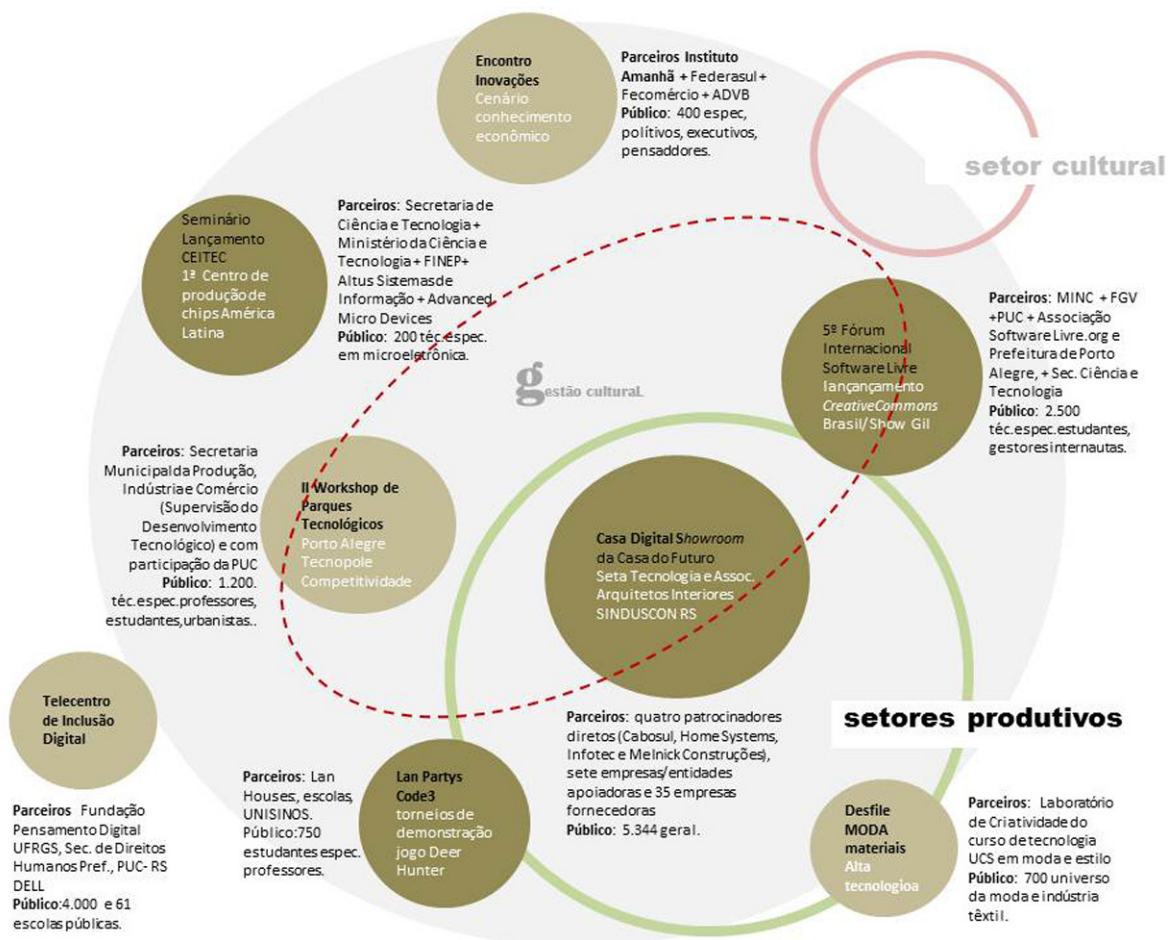 Encontro
Inovações
Cenário
conhecimento
econômico
Parceiros Instituto
Amanhã + Federasul +
Fecomércio + ADVB
Público: 400 espec,
polítivos, executivos,
pensaddores.
setor cultural
Seminário
Lançamento
CEITEC
1ª Centro de
produção de
chips América
Latina
Parceiros: Secretaria de
Ciência e Tecnologia +
Ministério da Ciência e
Tecnologia + FINEP+
Altus Sistemas de
Informação + Advanced
Micro Devices
Público: 200 téc.espec.
em microeletrônica.
gestão cultural.
5º Fórum
Internacional
Software Livre
lançançamento
CreativeCommons
Brasil/Show Gil
Parceiros: MINC + FGV
+PUC + Associação
Software Livre.org e
Prefeitura de Porto
Alegre, + Sec. Ciência e
Tecnologia
Público: 2.500
téc.espec.estudantes,
gestores internautas.
Parceiros: Secretaria
Municipal da Produção,
Indústria e Comércio
(Supervisão do
Desenvolvimento
Tecnológico) e com
participação da PUC
Público: 1.200.
téc.espec.professores,
estudantes,urbanistas..
II Workshop de
Parques
Tecnológicos
Porto Alegre
Tecnopole
Competitividade
Casa Digital Showroom
da Casa do Futuro
Seta Tecnologia e Assoc.
Arquitetos Interiores
SINDUSCON RS
Parceiros: quatro patrocinadores
diretos (Cabosul, Home Systems,
Infotec e Melnick Construções),
sete empresas/entidades
apoiadoras e 35 empresas
fornecedoras
Público: 5.344 geral.
setores produtivos
Telecentro
de Inclusão
Digital
Parceiros Fundação
Pensamento Digital
UFRGS, Sec. de Direitos
Humanos Pref., PUC- RS
DELL
Público:4.000 e 61
escolas públicas.
Parceiros: Lan
Houses, escolas,
UNISINOS.
Público:750
estudantes espec.
professores.
Lan Partys
Code3
torneios de
demonstração
jogo Deer
Hunter
Desfile
MODA
materiais
Alta
tecnologioa
Parceiros: Laboratório
de Criatividade do
curso de tecnologia
UCS em moda e estilo
Público: 700 universo
da moda e indústria
têxtil.